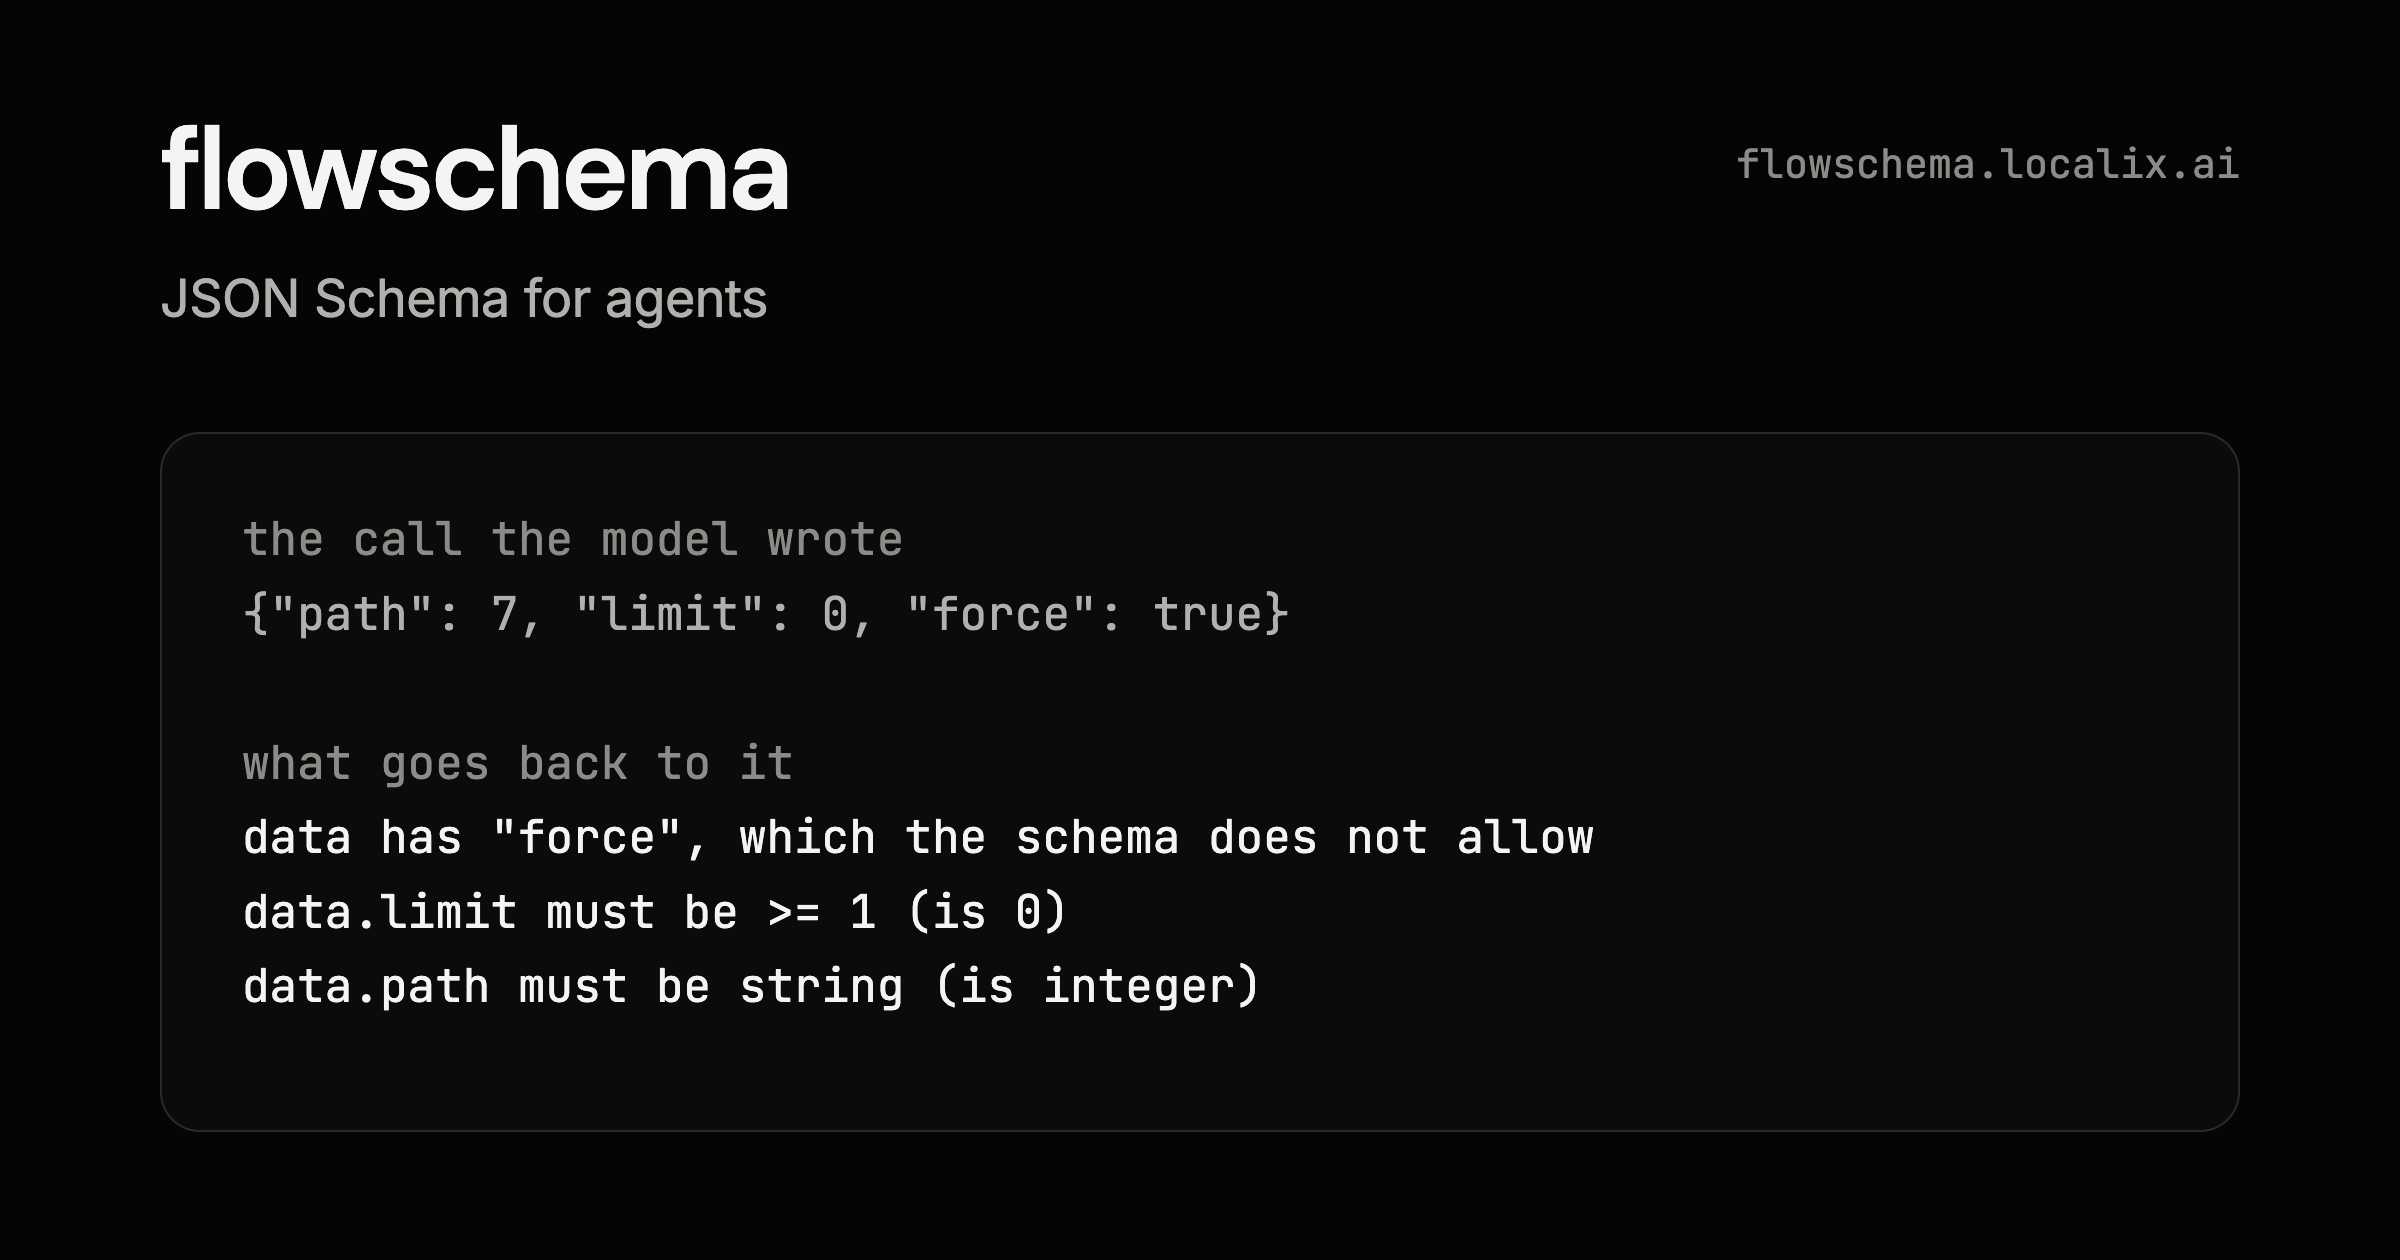 flowschema
flowschema.localix.ai
JSON Schema for agents
the call the model wrote
{"path": 7, "limit": 0, "force": true}
what goes back to it
data has "force", which the schema does not allow
data.limit must be >= 1 (is 0)
data.path must be string (is integer)